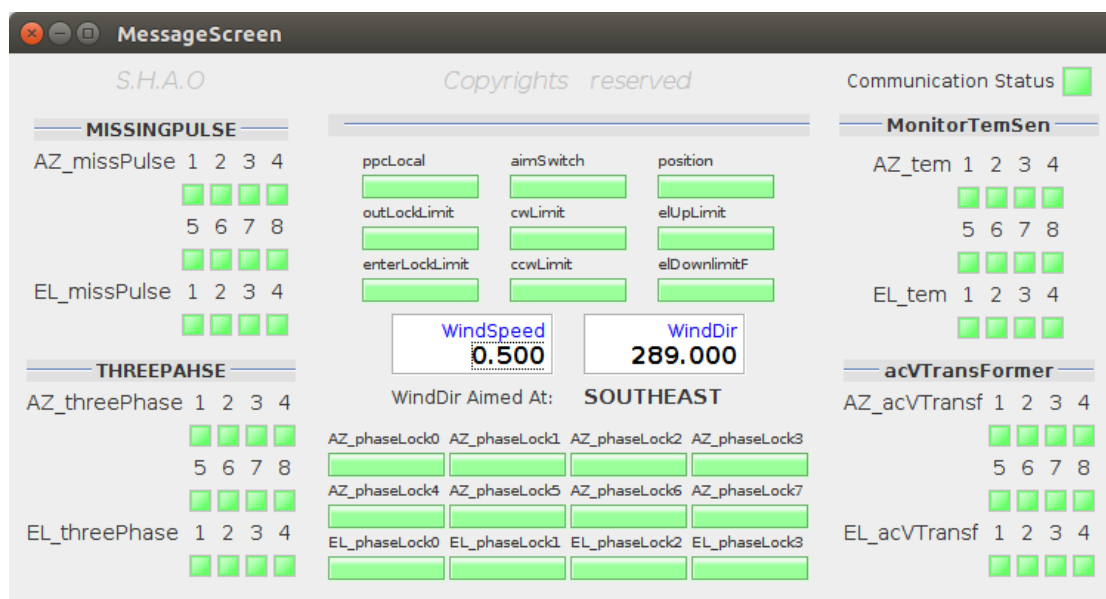 MessageScreen
S.H.A.O Copyrights reserved Communication Status
MISSINGPULSE
AZ_missPulse 1 2 3 4
5 6 7 8
EL_missPulse 1 2 3 4
THREEPAHSE
AZ_threePhase 1 2 3 4
5 6 7 8
EL_threePhase 1 2 3 4
ppcLocal aimSwitch position
outLockLimit cwLimit elUpLimit
enterLockLimit ccwLimit elDownlimitF
WindSpeed WindDir
0.500 289.000
WindDir Aimed At: SOUTHEAST
AZ_phaseLock0 AZ_phaseLock1 AZ_phaseLock2 AZ_phaseLock3
AZ_phaseLock4 AZ_phaseLock5 AZ_phaseLock6 AZ_phaseLock7
EL_phaseLock0 EL_phaseLock1 EL_phaseLock2 EL_phaseLock3
MonitorTemSen
AZ_tem 1 2 3 4
5 6 7 8
EL_tem 1 2 3 4
acVTransFormer
AZ_acVTransf 1 2 3 4
5 6 7 8
EL_acVTransf 1 2 3 4